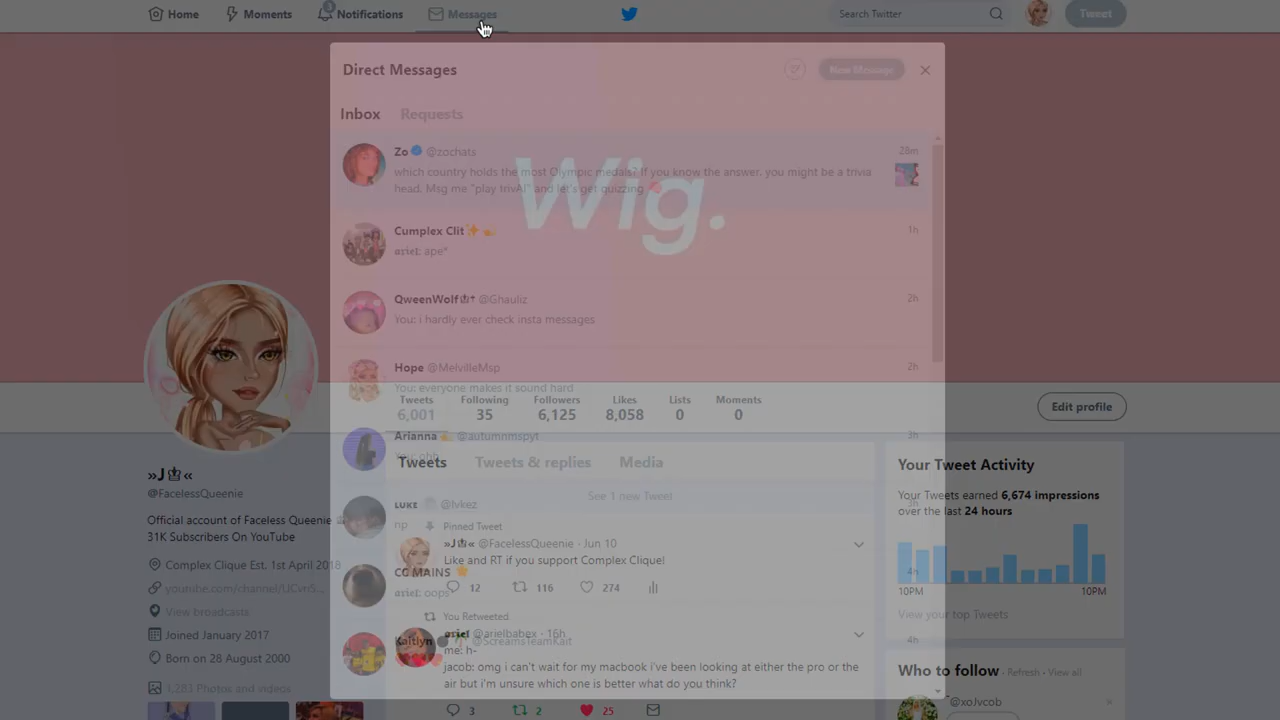 Home
Moments
3
Notifications
Messages
Search Twitter
Tweet
Direct Messages
New Message
Inbox
Requests
Wig.
Zo @zochats
28m
which country holds the most Olympic medals? If you know the answer, you might be a trivia
head. Msg me "play trivAI" and let's get quizzing
Cumplex Clit
1h
ariel: ape*
QweenWolf @Ghauliz
2h
You: i hardly ever check insta messages
Hope @MelvilleMsp
2h
You: everyone makes it sound hard
Arianna @autumnmspyt
3h
You: ohh
LUKE @lvkez
3h
np
CC MAINS
4h
ariel: oops
Kaitlyn @ScreamsTeamKait
4h
Tweets
6,001
Following
35
Followers
6,125
Likes
8,058
Lists
0
Moments
0
Edit profile
»J«
@FacelessQueenie
Official account of Faceless Queenie
31K Subscribers On YouTube
Complex Clique Est. 1st April 2018
youtube.com/channel/UCvrS...
View broadcasts
Joined January 2017
Born on 28 August 2000
1,281 Photos and videos
Tweets
Tweets & replies
Media
See 1 new Tweet
Pinned Tweet
»J« @FacelessQueenie · Jun 10
Like and RT if you support Complex Clique!
12
116
274
You Retweeted
ariel @arielbabex · 16h
me: h-
jacob: omg i can't wait for my macbook i've been looking at either the pro or the
air but i'm unsure which one is better what do you think?
3
2
25
Your Tweet Activity
Your Tweets earned 6,674 impressions
over the last 24 hours
10PM
10PM
View your top Tweets
Who to follow · Refresh · View all
@xoJvcob